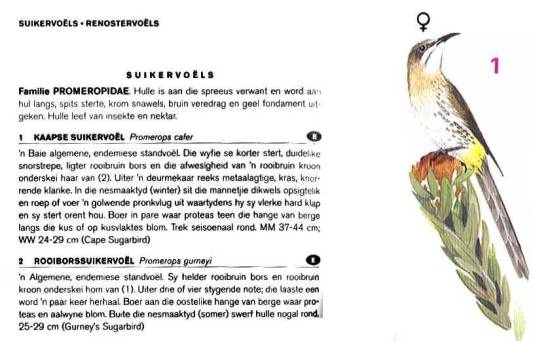 SUIKERVOËLS • RENOSTERVOËLS
SUIKERVOËLS
Familie PROMEROPIDAE. Hulle is aan die spreeus verwant en word aan
hul langs, spits sterte, krom snawels, bruin veredrag en geel fondament uit-
geken. Hulle leef van insekte en nektar.
1 KAAPSE SUIKERVOËL Promerops cafer E
'n Baie algemene, endemiese standvoël. Die wyfie se korter stert, duidelike
snorstrepe, ligter rooibruin bors en die afwesigheid van 'n rooibruin kroon
onderskei haar van (2). Uiter 'n deurmekaar reeks metaalagtige, kras, knor-
rende klanke. In die nesmaaktyd (winter) sit die mannetjie dikwels opsigtelik
en roep of voer 'n golwende pronkvlug uit waartydens hy sy vlerke hard klap
en sy stert orent hou. Boer in pare waar proteas teen die hange van berge
langs die kus of op kusvlaktes blom. Trek seisoenaal rond. MM 37-44 cm;
WW 24-29 cm (Cape Sugarbird)
2 ROOIBORSSUIKERVOËL Promerops gurneyi E
'n Algemene, endemiese standvoël. Sy helder rooibruin bors en rooibruin
kroon onderskei hom van (1). Uiter drie of vier stygende note; die laaste een
word 'n paar keer herhaal. Boer aan die oostelike hange van berge waar pro-
teas en aalwyne blom. Buite die nesmaaktyd (somer) swerf hulle nogal rond.
25-29 cm (Gurney's Sugarbird)
♀
1